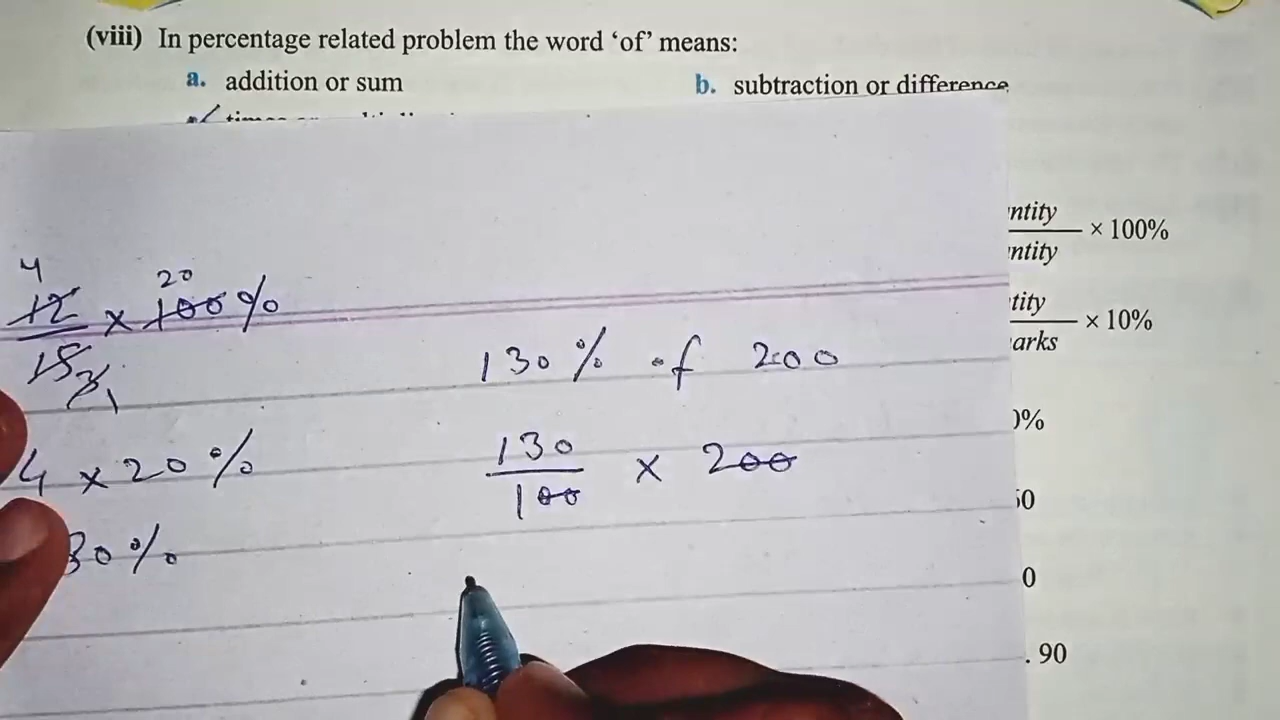 (viii) In percentage related problem the word ‘of’ means:
a. addition or sum
b. subtraction or difference
ntity
× 100%
ntity
tity
× 10%
arks
0%
50
0
. 90
4 20
12 × 100%
15 3 1
4 × 20%
80%
130% of 200
130
× 200
100